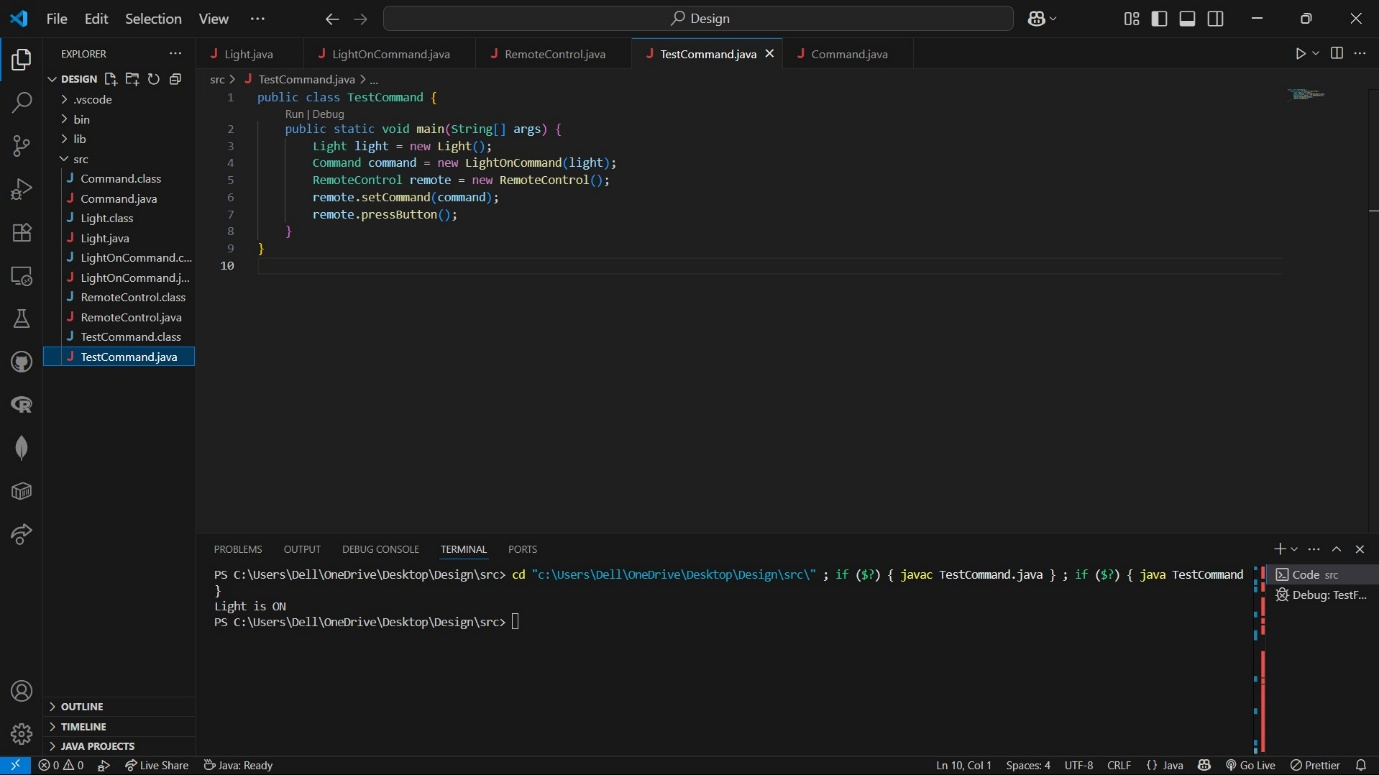 File Edit Selection View ··· Design
EXPLORER
DESIGN
.vscode
bin
lib
src
Command.class
Command.java
Light.class
Light.java
LightOnCommand.c...
LightOnCommand.j...
RemoteControl.class
RemoteControl.java
TestCommand.class
TestCommand.java
OUTLINE
TIMELINE
JAVA PROJECTS
Light.java LightOnCommand.java RemoteControl.java TestCommand.java Command.java
src > TestCommand.java > ...
1 public class TestCommand {
Run | Debug
2 public static void main(String[] args) {
3 Light light = new Light();
4 Command command = new LightOnCommand(light);
5 RemoteControl remote = new RemoteControl();
6 remote.setCommand(command);
7 remote.pressButton();
8 }
9 }
10
PROBLEMS OUTPUT DEBUG CONSOLE TERMINAL PORTS
PS C:\Users\Dell\OneDrive\Desktop\Design\src> cd "c:\Users\Dell\OneDrive\Desktop\Design\src\" ; if ($?) { javac TestCommand.java } ; if ($?) { java TestCommand
}
Light is ON
PS C:\Users\Dell\OneDrive\Desktop\Design\src>
Code src
Debug: TestF...
0 0 Live Share Java: Ready Ln 10, Col 1 Spaces: 4 UTF-8 CRLF {} Java Go Live Prettier